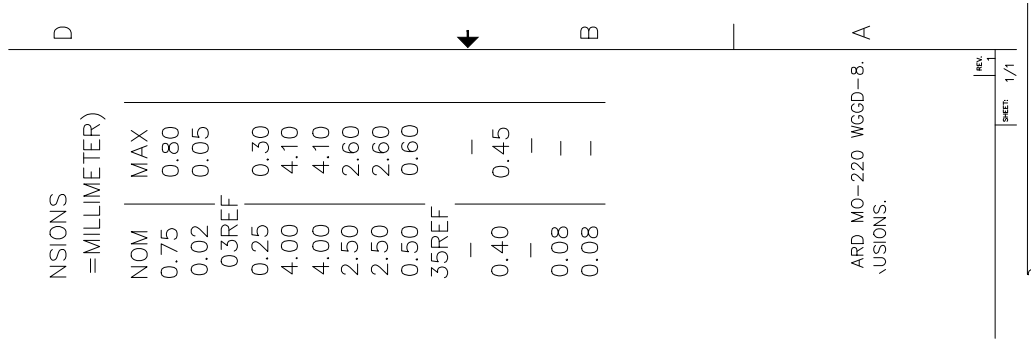 NSIONS
=MILLIMETER)
NOM MAX
0.75 0.80
0.02 0.05
03REF
0.25 0.30
4.00 4.10
4.00 4.10
2.50 2.60
2.50 2.60
0.50 0.60
35REF
– –
0.40 0.45
– –
0.08 –
0.08 –
ARD MO-220 WGGD-8.
USIONS.
D
B
A
REV. 1
SHEET: 1/1